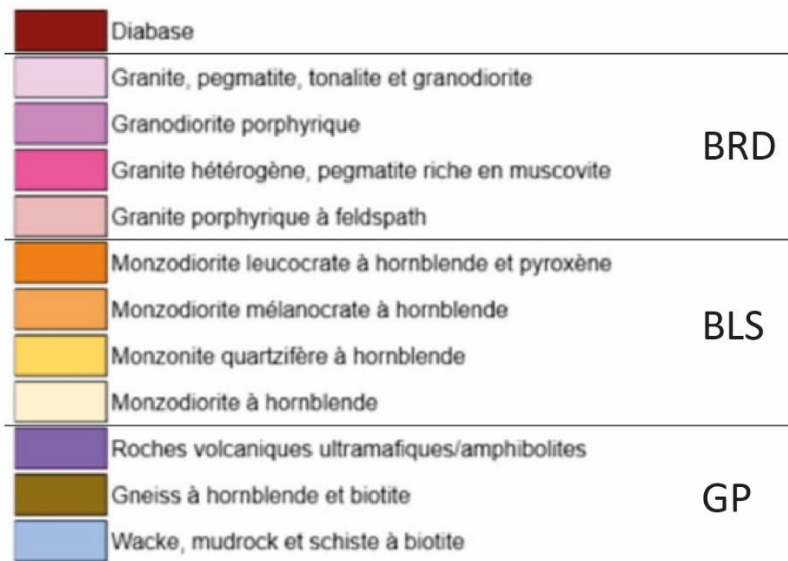 Diabase
Granite, pegmatite, tonalite et granodiorite
Granodiorite porphyrique
BRD
Granite hétérogène, pegmatite riche en muscovite
Granite porphyrique à feldspath
Monzodiorite leucocrate à hornblende et pyroxène
Monzodiorite mélanocrate à hornblende
BLS
Monzonite quartzifère à hornblende
Monzodiorite à hornblende
Roches volcaniques ultramafiques/amphibolites
Gneiss à hornblende et biotite
GP
Wacke, mudrock et schiste à biotite